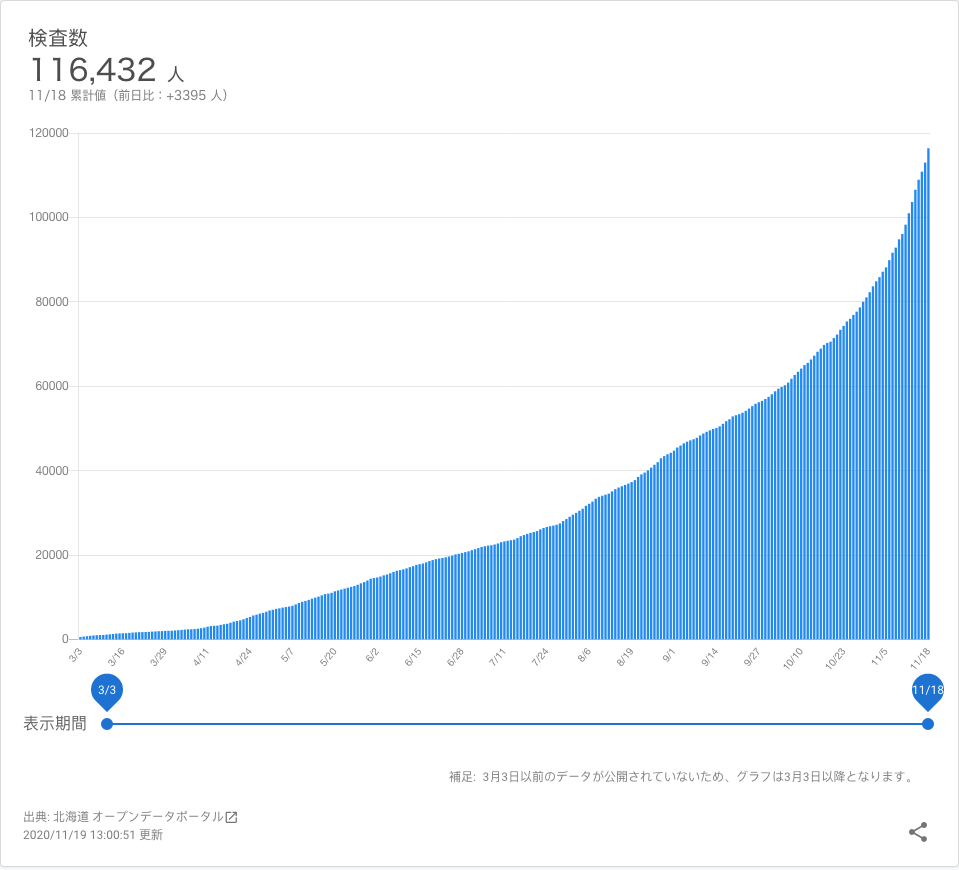 検査数
116,432 人
11/18 累計値（前日比：+3395 人）
120000
100000
80000
60000
40000
20000
0
3/3 3/16 3/29 4/11 4/24 5/7 5/20 6/2 6/15 6/28 7/11 7/24 8/6 8/19 9/1 9/14 9/27 10/10 10/23 11/5 11/18
3/3 11/18
表示期間
補足: 3月3日以前のデータが公開されていないため、グラフは3月3日以降となります。
出典: 北海道 オープンデータポータル
2020/11/19 13:00:51 更新